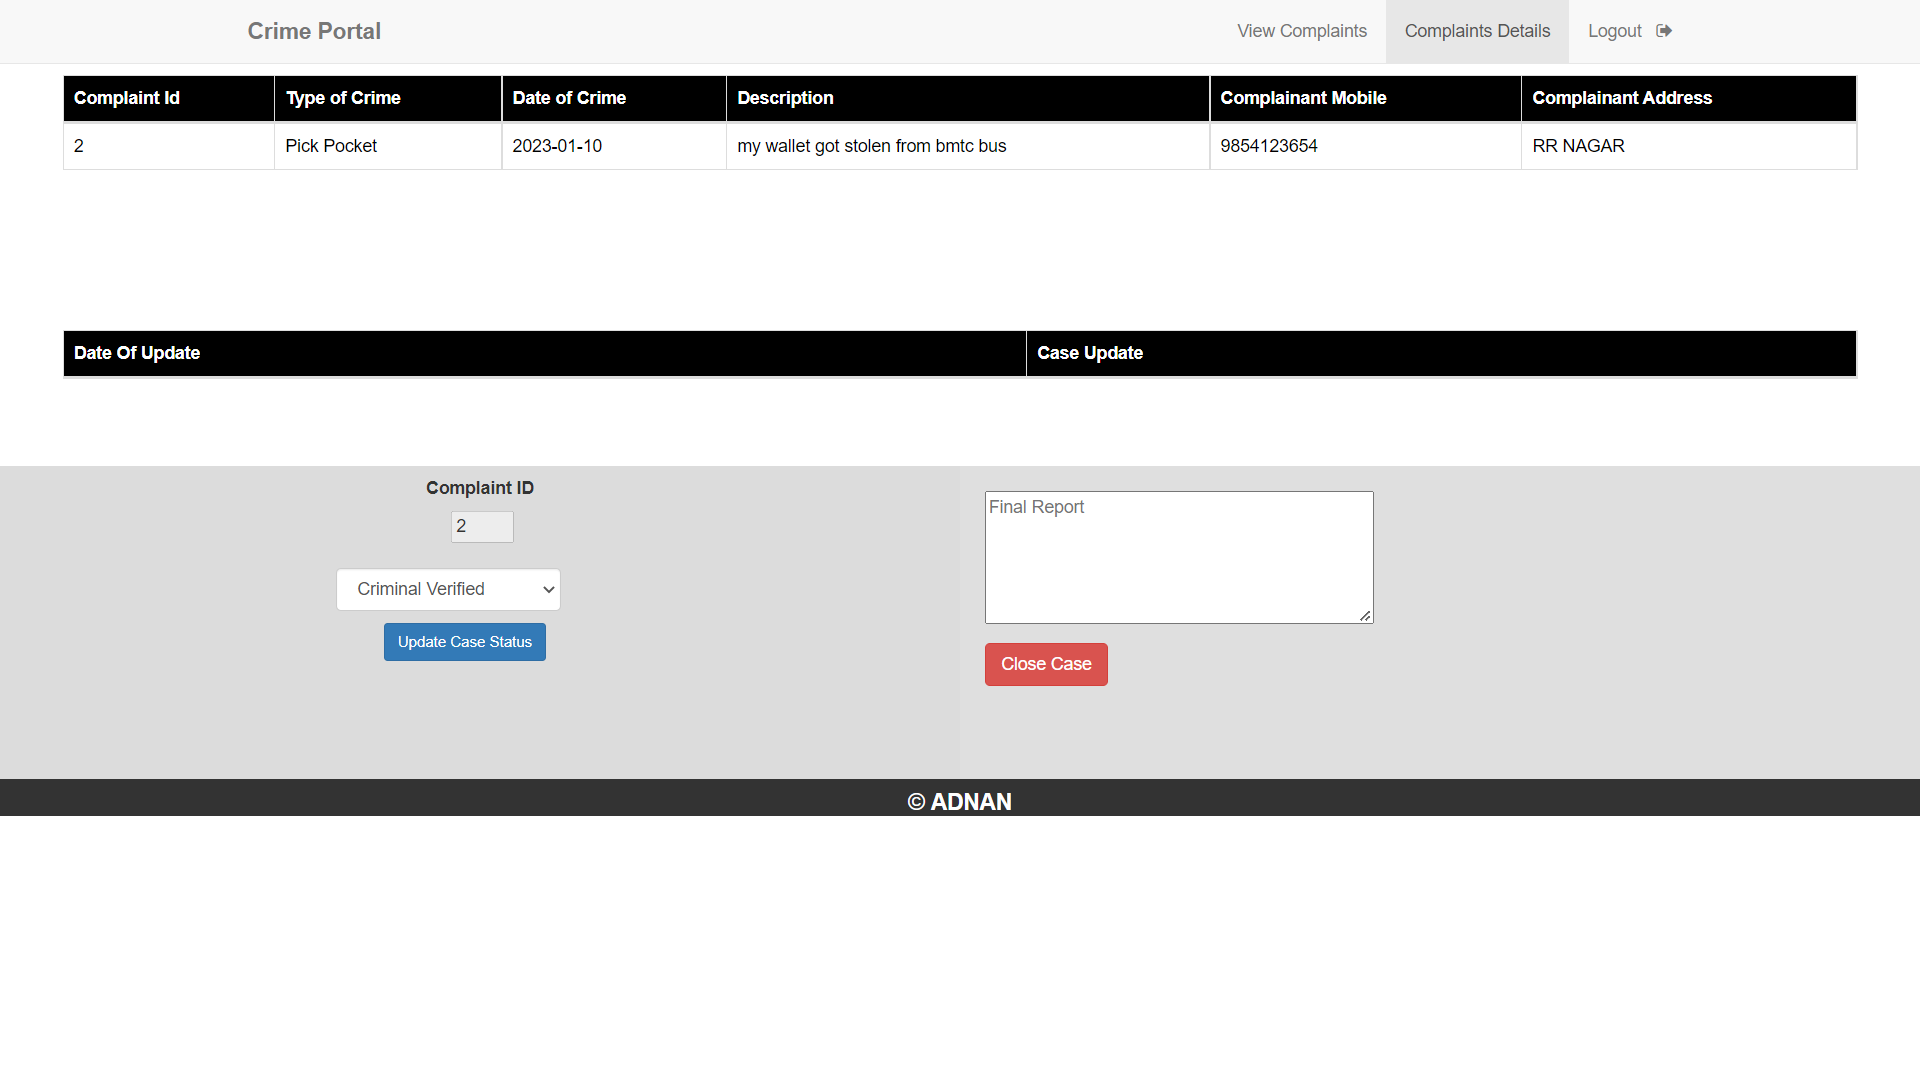 Crime Portal View Complaints Complaints Details Logout
Complaint Id Type of Crime Date of Crime Description Complainant Mobile Complainant Address
2 Pick Pocket 2023-01-10 my wallet got stolen from bmtc bus 9854123654 RR NAGAR
Date Of Update Case Update
Complaint ID
2
Criminal Verified
Update Case Status
Final Report
Close Case
© ADNAN